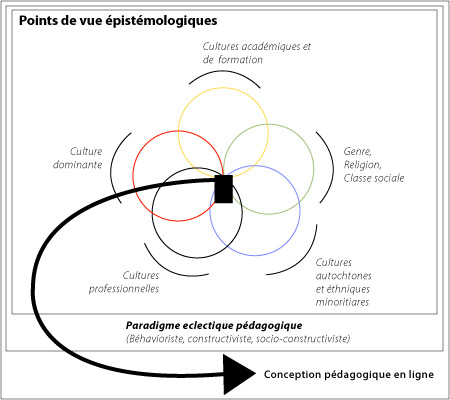 Points de vue épistémologiques
Cultures académiques et
de formation
Culture
dominante
Genre,
Religion,
Classe sociale
Cultures
professionnelles
Cultures
autochtones
et éthniques
minoritiares
Paradigme eclectique pédagogique
(Béhavioriste, constructiviste, socio-constructiviste)
Conception pédagogique en ligne